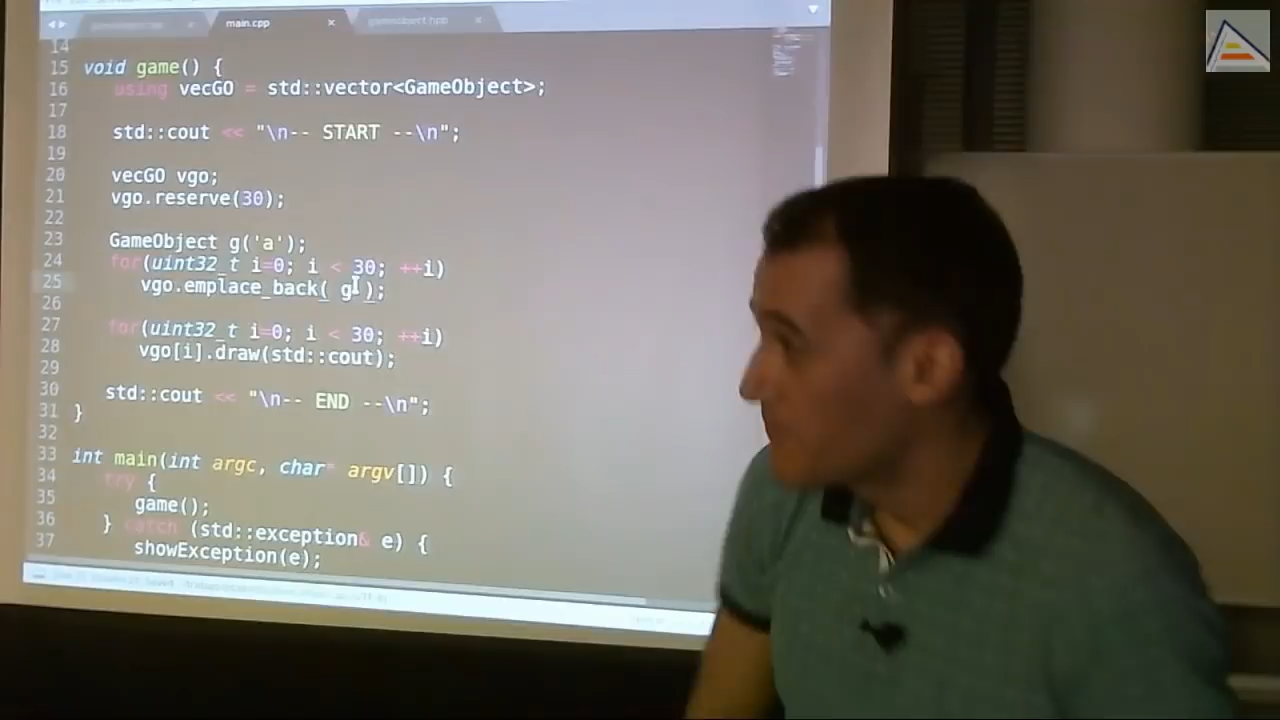 main.cpp
gameobject.hpp
14
15 void game() {
16 using vecGO = std::vector<GameObject>;
17
18 std::cout << "\n-- START --\n";
19
20 vecGO vgo;
21 vgo.reserve(30);
22
23 GameObject g('a');
24 for(uint32_t i=0; i < 30; ++i)
25 vgo.emplace_back( g );
26
27 for(uint32_t i=0; i < 30; ++i)
28 vgo[i].draw(std::cout);
29
30 std::cout << "\n-- END --\n";
31 }
32
33 int main(int argc, char* argv[]) {
34 try {
35 game();
36 } catch (std::exception& e) {
37 showException(e);